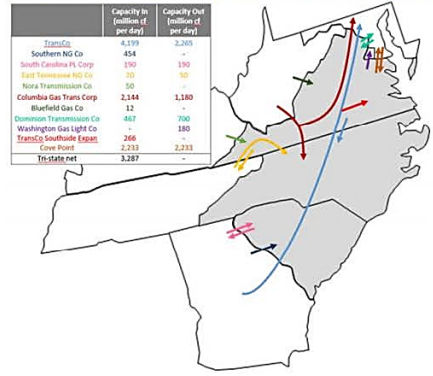 Capacity In (million cf per day) Capacity Out (million cf per day)
TransCo 4,199 2,265
Southern NG Co 454 -
South Carolina PL Corp 190 190
East Tennessee NG Co 20 50
Nora Transmission Co 50 -
Columbia Gas Trans Corp 2,144 1,180
Bluefield Gas Co 12 -
Dominion Transmission Co 467 700
Washington Gas Light Co - 180
TransCo Southside Expan 266
Cove Point 2,233 2,233
Tri-state net 3,287 -